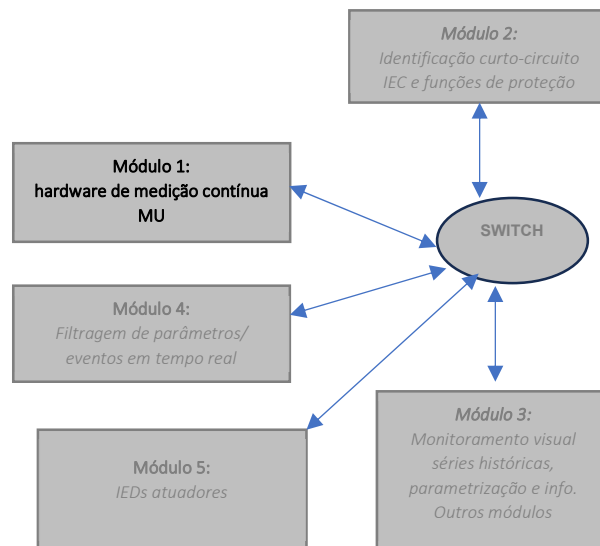 Módulo 2:
Identificação curto-circuito
IEC e funções de proteção
Módulo 1:
hardware de medição contínua
MU
SWITCH
Módulo 4:
Filtragem de parâmetros/
eventos em tempo real
Módulo 3:
Monitoramento visual
séries históricas,
parametrização e info.
Outros módulos
Módulo 5:
IEDs atuadores